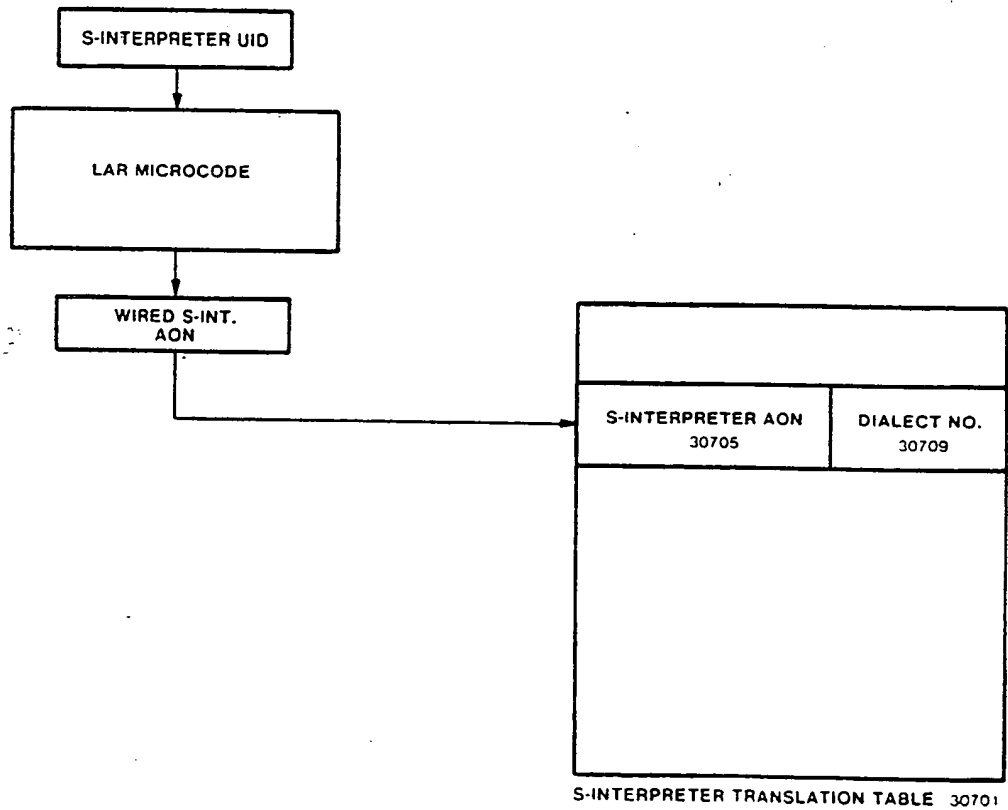 S-INTERPRETER UID
LAR MICROCODE
WIRED S-INT.
AON
S-INTERPRETER AON
30705
DIALECT NO.
30709
S-INTERPRETER TRANSLATION TABLE 30701